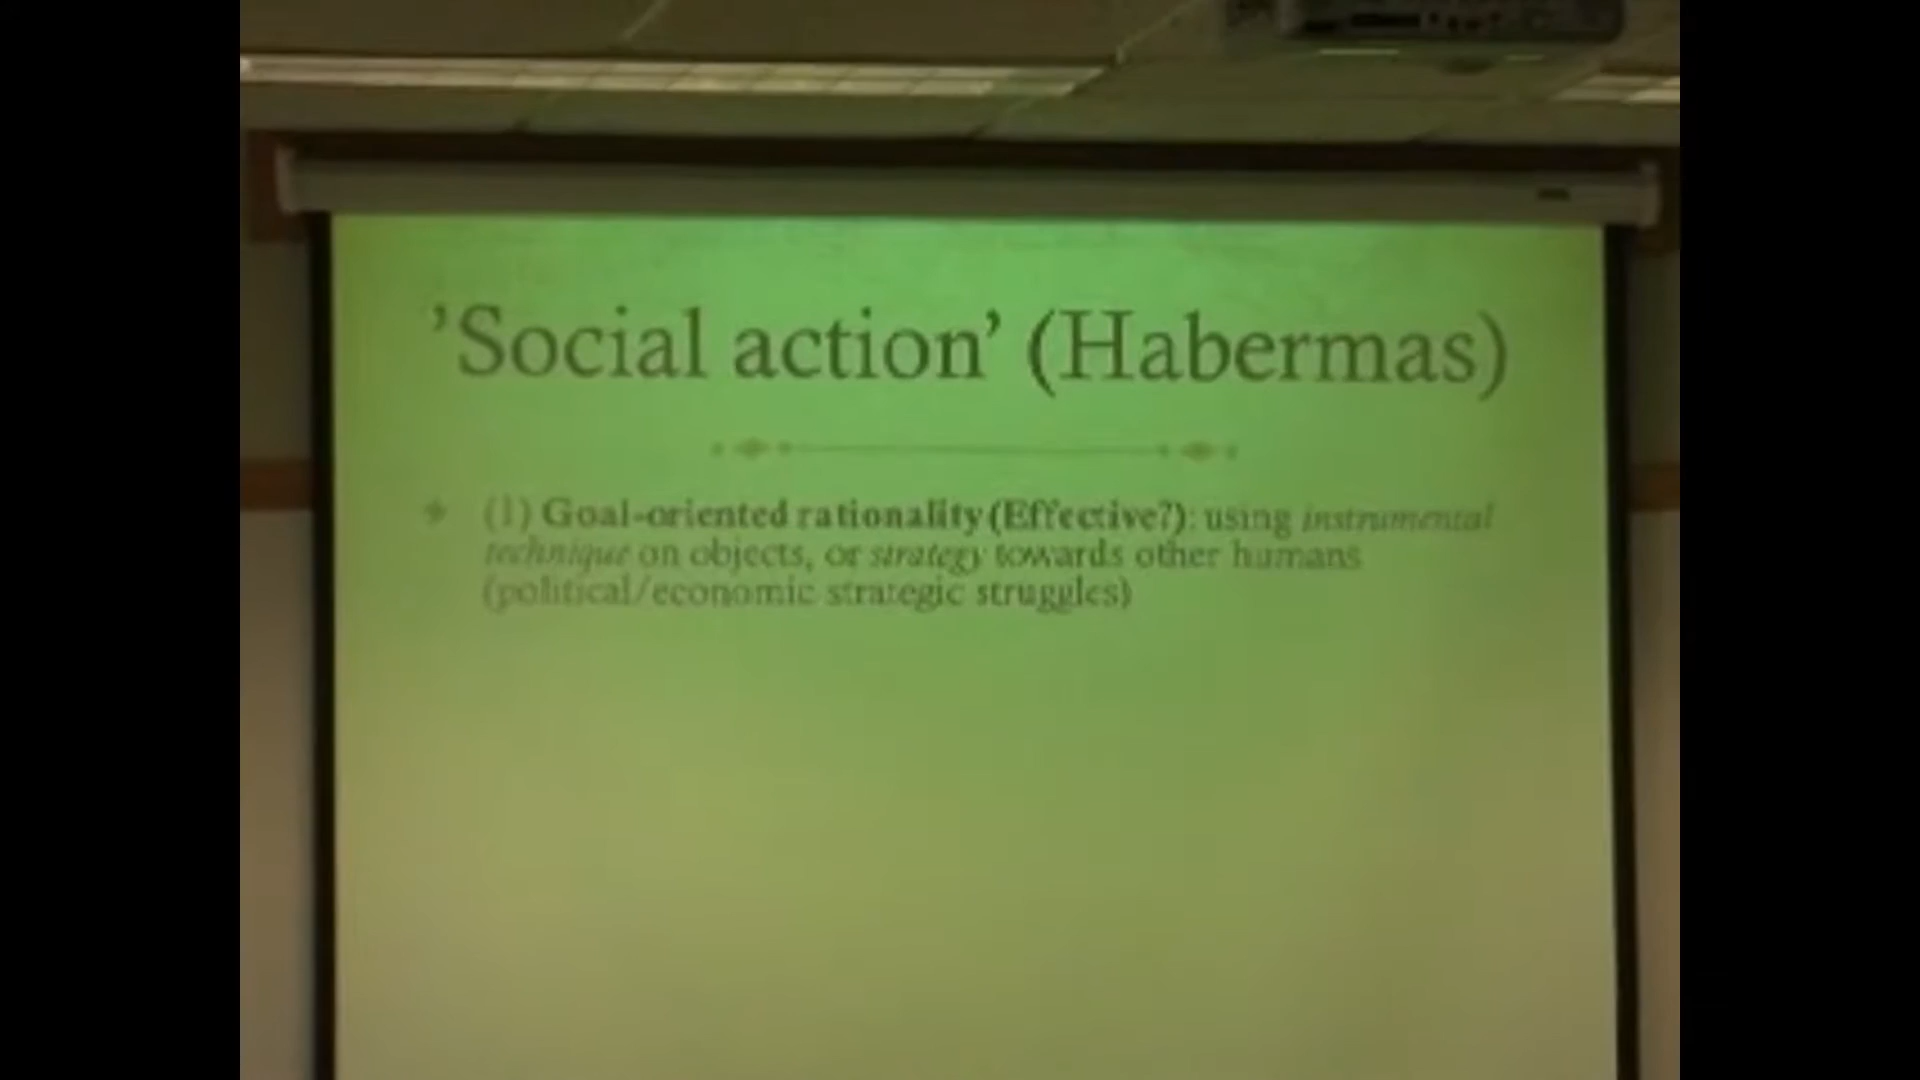 ’Social action’ (Habermas)
(1) Goal-oriented rationality (Effective?): using instrumental
technique on objects, or strategy towards other humans
(political/economic strategic struggles)